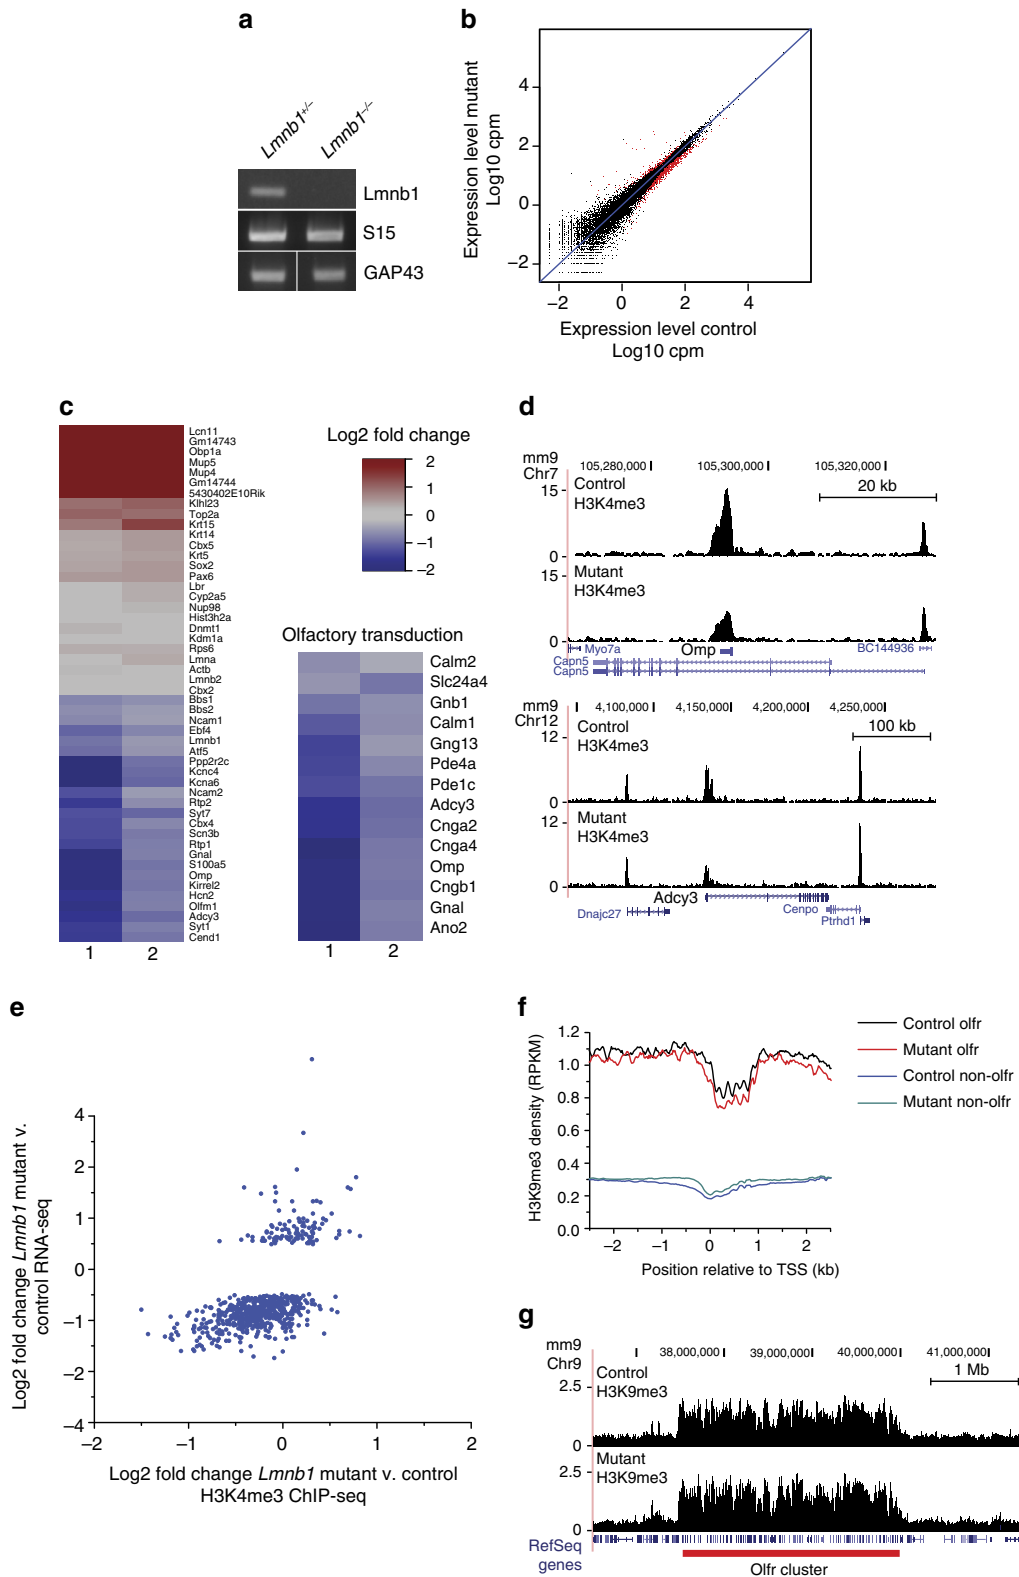 a
Lmnb1+/–
Lmnb1–/–
Lmnb1
S15
GAP43
b
Expression level mutant
Log10 cpm
4
2
0
–2
–2
0
2
4
Expression level control
Log10 cpm
c
Lcn11
Gm14743
Obp1a
Mup5
Mup4
Gm14744
5430402E10Rik
Klhl23
Top2a
Krt15
Krt14
Cbx5
Krt5
Sox2
Pax6
Lbr
Cyp2a5
Nup98
Hist3h2a
Dnmt1
Kdm1a
Rps6
Lmna
Actb
Lmnb2
Cbx2
Bbs1
Bbs2
Ncam1
Ebf4
Lmnb1
Atf5
Ppp2r2c
Kcnc4
Kcna6
Ncam2
Rtp2
Syt7
Cbx4
Scn3b
Rtp1
Gnal
S100a5
Omp
Kirrel2
Hcn2
Olfm1
Adcy3
Syt1
Cend1
1
2
Log2 fold change
2
1
0
–1
–2
Olfactory transduction
Calm2
Slc24a4
Gnb1
Calm1
Gng13
Pde4a
Pde1c
Adcy3
Cnga2
Cnga4
Omp
Cngb1
Gnal
Ano2
1
2
d
mm9
Chr7
105,280,000
105,300,000
105,320,000
Control
H3K4me3
20 kb
15
0
Mutant
H3K4me3
15
0
Myo7a
Omp
BC144936
Capn5
Capn5
mm9
Chr12
4,100,000
4,150,000
4,200,000
4,250,000
Control
H3K4me3
100 kb
12
0
Mutant
H3K4me3
12
0
Adcy3
Dnajc27
Cenpo
Ptrhd1
e
Log2 fold change Lmnb1 mutant v.
control RNA-seq
4
2
1
0
–1
–2
–4
–2
–1
0
1
2
Log2 fold change Lmnb1 mutant v. control
H3K4me3 ChIP-seq
f
H3K9me3 density (RPKM)
1.2
1.0
0.8
0.6
0.4
0.2
0.0
–2
–1
0
1
2
Position relative to TSS (kb)
Control olfr
Mutant olfr
Control non-olfr
Mutant non-olfr
g
mm9
Chr9
38,000,000
39,000,000
40,000,000
41,000,000
1 Mb
Control
H3K9me3
2.5
0
Mutant
H3K9me3
2.5
0
RefSeq
genes
Olfr cluster